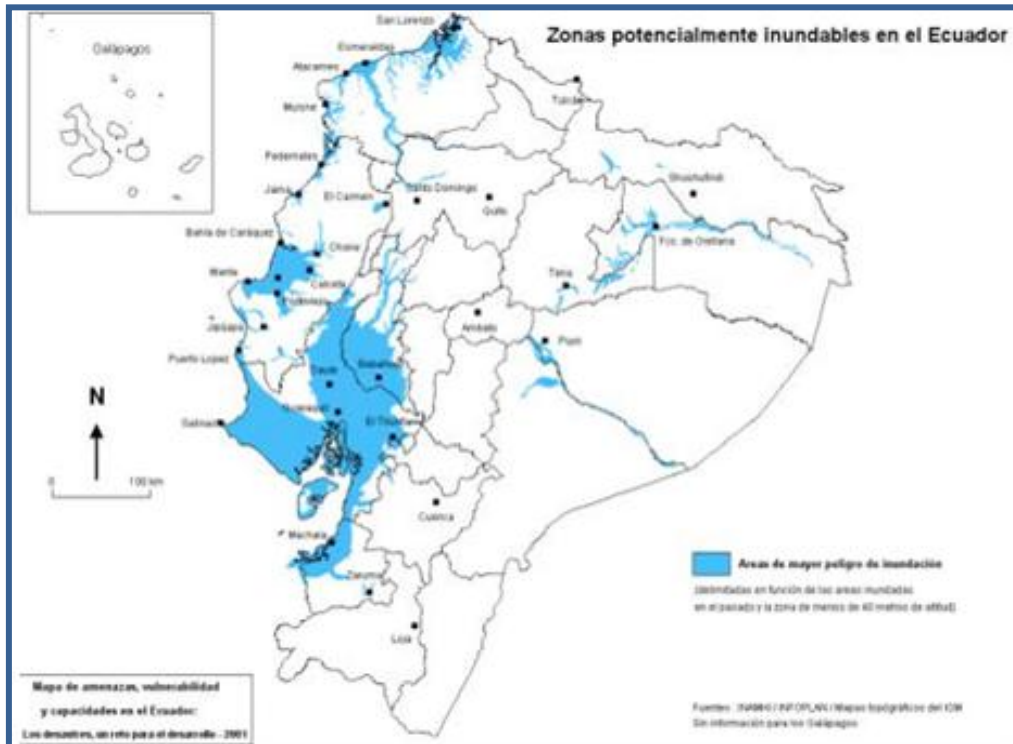 Zonas potencialmente inundables en el Ecuador
Galápagos
San Lorenzo
Esmeraldas
Atacames
Muisne
Tulcán
Pedernales
Jama
El Carmen
Santo Domingo
Quito
Shushufindi
Fco. de Orellana
Bahía de Caráquez
Chone
Manta
Calceta
Portoviejo
Tena
Jipijapa
Ambato
Puyo
Puerto López
Daule
Babahoyo
Guayaquil
Salinas
El Triunfo
N
0 100 km
Cuenca
Machala
Zaruma
Loja
Areas de mayor peligro de inundación
(delimitadas en función de las areas inundadas
en el pasado y la zona de menos de 40 metros de altitud)
Mapa de amenazas, vulnerabilidad
y capacidades en el Ecuador:
Los desastres, un reto para el desarrollo - 2001
Fuentes : INAMHI / INFOPLAN / Mapas topográficos del IGM
Sin información para los Galápagos